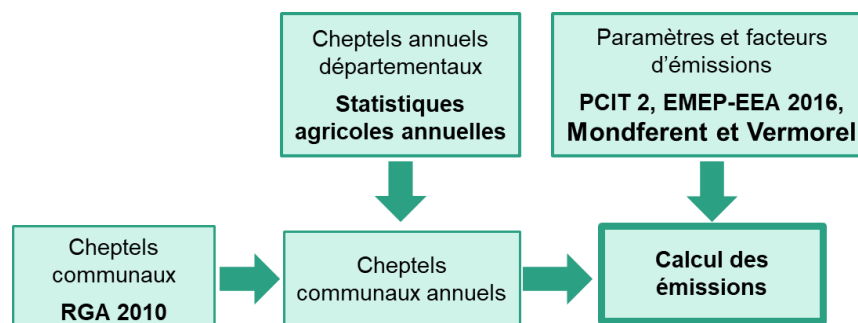 Cheptels annuels
départementaux
Statistiques
agricoles annuelles
Paramètres et facteurs
d’émissions
PCIT 2, EMEP-EEA 2016,
Mondferent et Vermorel
Cheptels
communaux
RGA 2010
Cheptels
communaux annuels
Calcul des
émissions